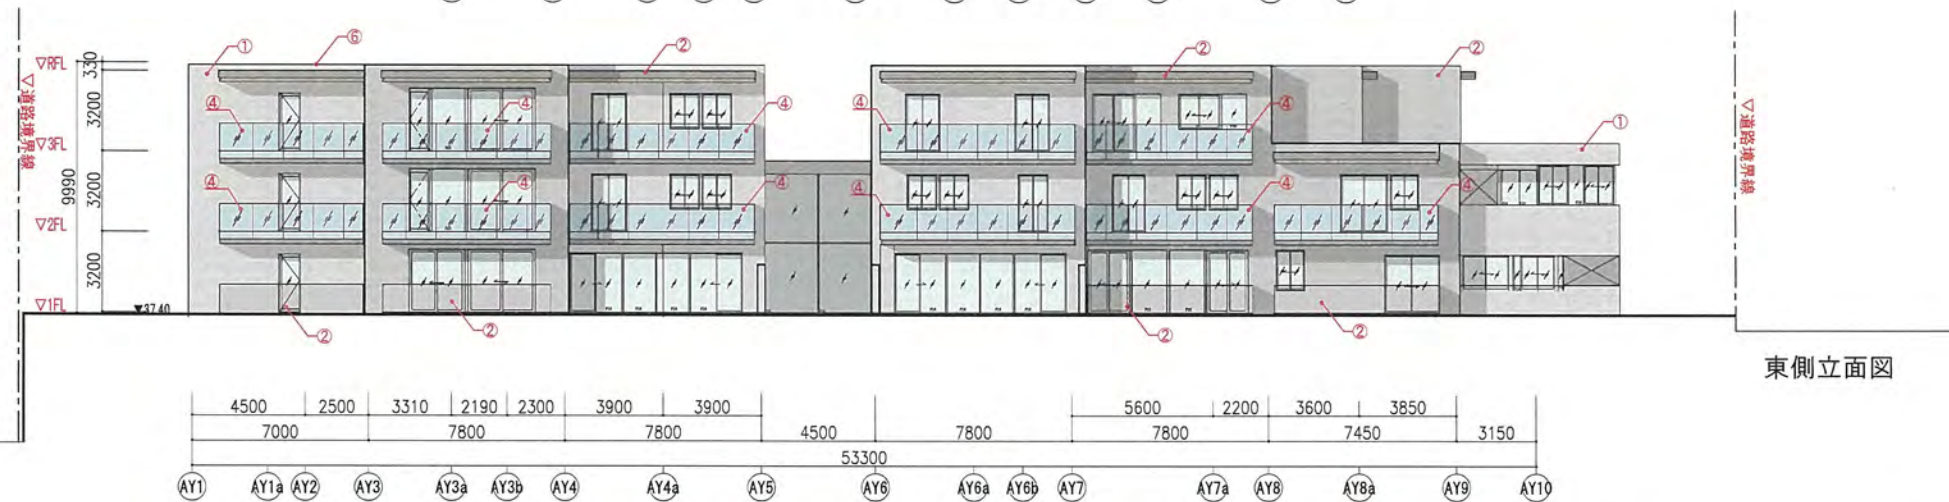 ① ⑥ ② ② ②
▽RFL 330
▽道路境界線
3200
④ ④ ④ ④ ④
▽3FL
①
▽道路境界線
9990
3200
④ ④ ④ ④ ④ ④
▽2FL
3200
▽1FL ▼3740
② ② ② ②
東側立面図
4500 2500 3310 2190 2300 3900 3900 5600 2200 3600 3850
7000 7800 7800 4500 7800 7800 7450 3150
53300
AY1 AY1a AY2 AY3 AY3a AY3b AY4 AY4a AY5 AY6 AY6a AY6b AY7 AY7a AY8 AY8a AY9 AY10